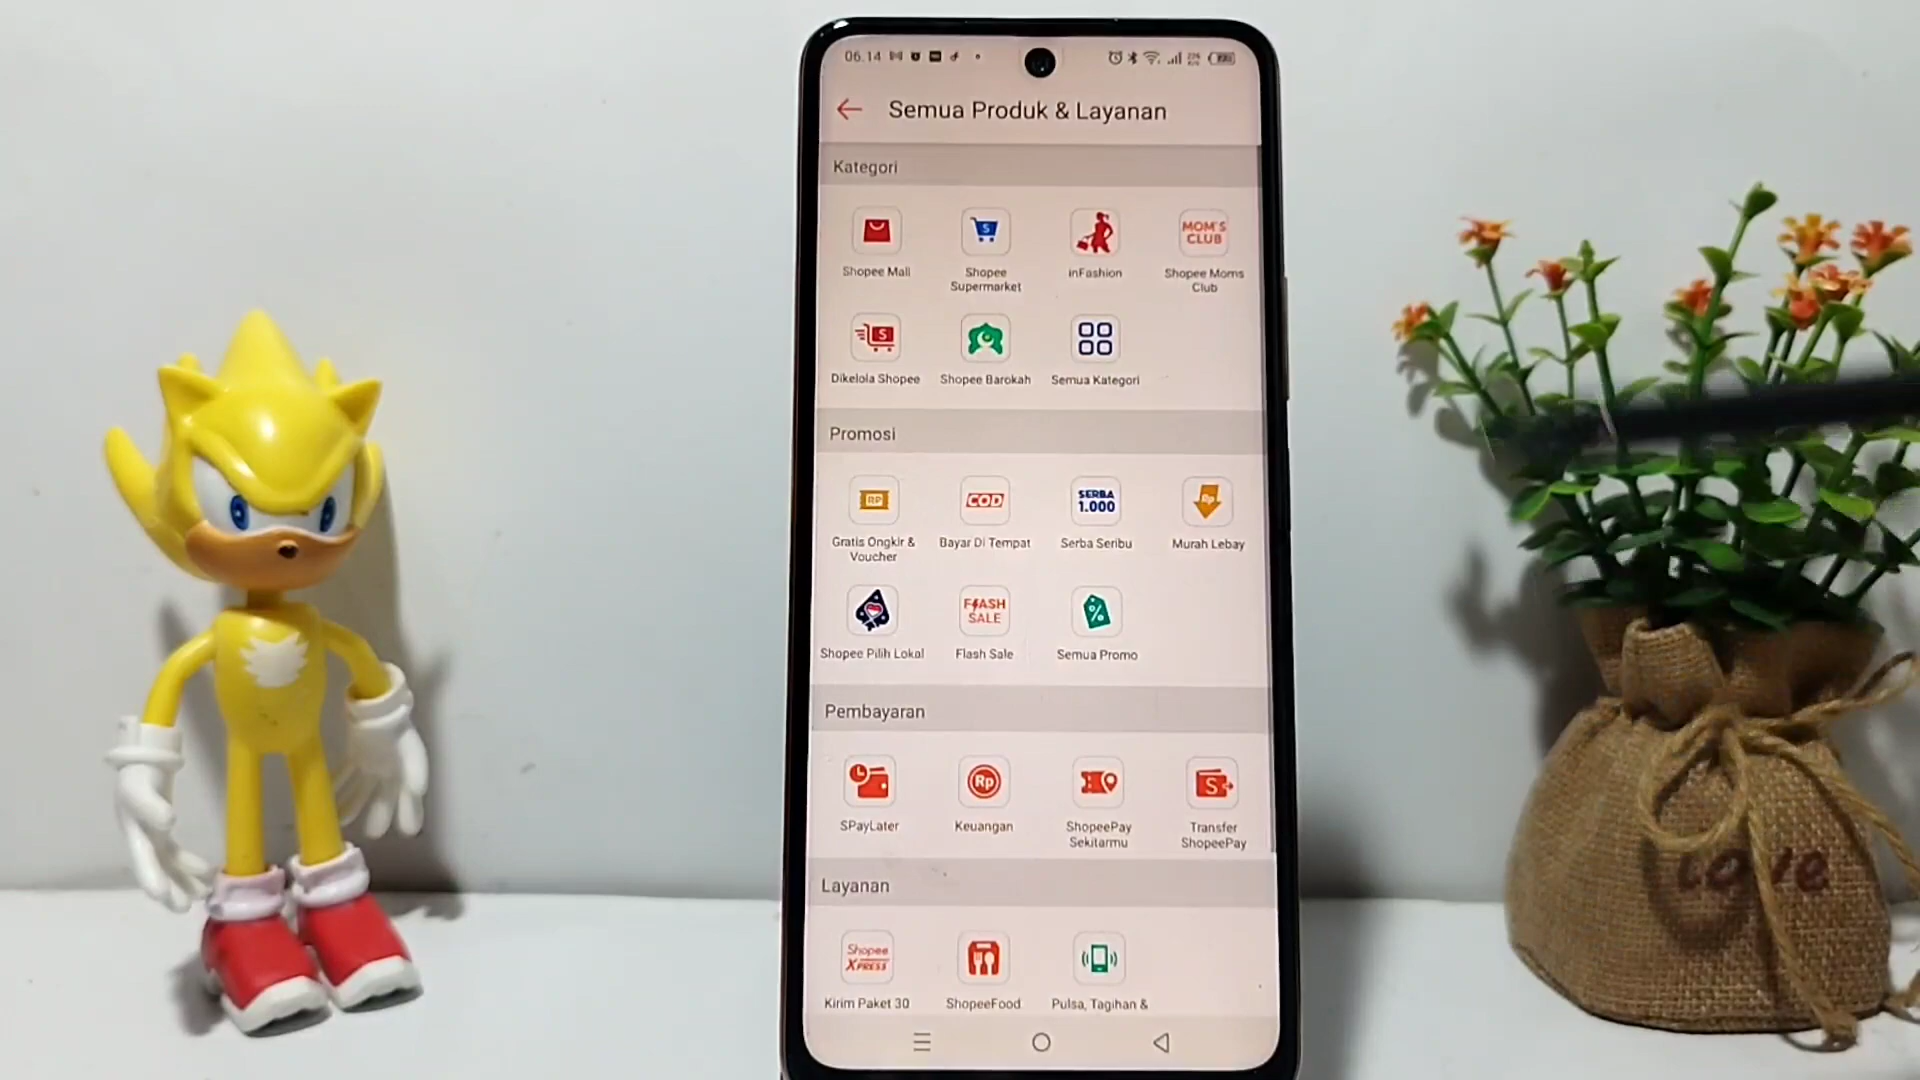 06.14
Semua Produk & Layanan
Kategori
MOM'S
CLUB
Shopee Mall
Shopee
Supermarket
inFashion
Shopee Moms
Club
Dikelola Shopee
Shopee Barokah
Semua Kategori
Promosi
RP
COD
SERBA
1.000
Rp
Gratis Ongkir &
Voucher
Bayar Di Tempat
Serba Seribu
Murah Lebay
FLASH
SALE
%
Shopee Pilih Lokal
Flash Sale
Semua Promo
Pembayaran
Rp
S
SPayLater
Keuangan
ShopeePay
Sekitarmu
Transfer
ShopeePay
Layanan
Shopee
XPRESS
Kirim Paket 30
ShopeeFood
Pulsa, Tagihan &